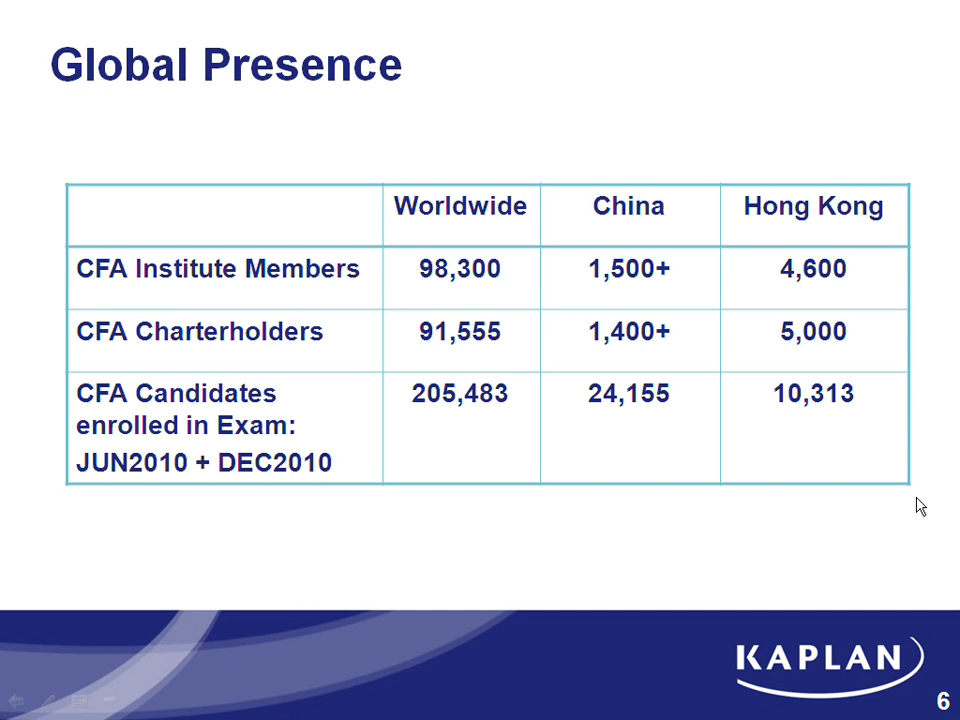 Global Presence
Worldwide China Hong Kong
CFA Institute Members 98,300 1,500+ 4,600
CFA Charterholders 91,555 1,400+ 5,000
CFA Candidates 205,483 24,155 10,313
enrolled in Exam:
JUN2010 + DEC2010
KAPLAN
6